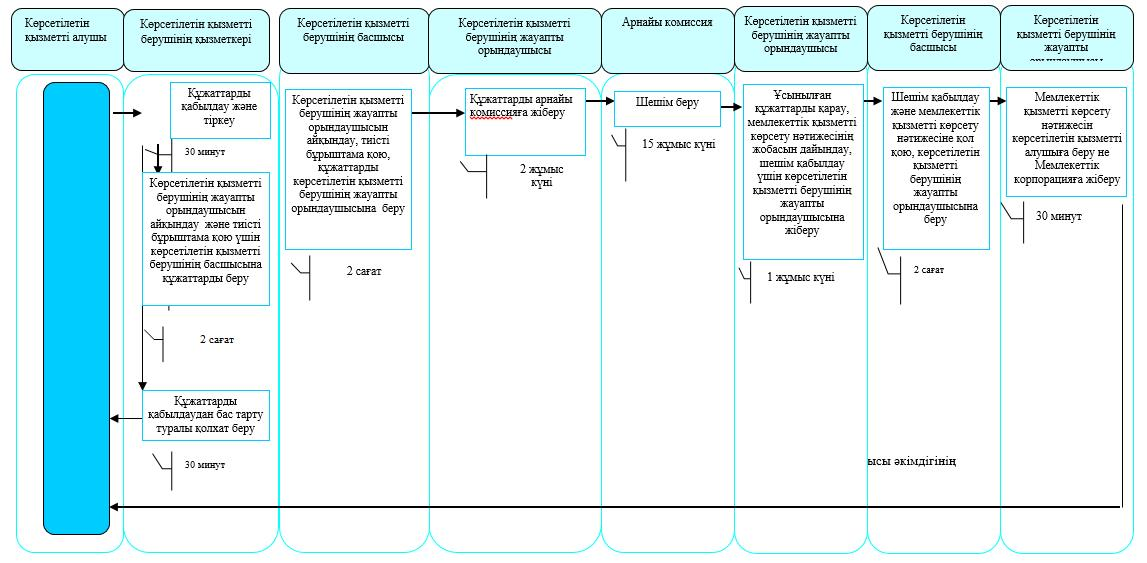 Көрсетілетін
қызметті алушы
Көрсетілетін қызметті
берушінің қызметкері
Көрсетілетін қызметті
берушінің басшысы
Көрсетілетін қызметті
берушінің жауапты
орындаушысы
Арнайы комиссия
Көрсетілетін қызметті
берушінің жауапты
орындаушысы
Көрсетілетін
қызметті берушінің
басшысы
Көрсетілетін
қызметті берушінің
жауапты
Құжаттарды
қабылдау және
тіркеу
30 минут
Көрсетілетін қызметті
берушінің жауапты
орындаушысын
айқындау және тиісті
бұрыштама қою үшін
көрсетілетін қызметті
берушінің басшысына
құжаттарды беру
2 сағат
Құжаттарды
қабылдаудан бас тарту
туралы қолхат беру
30 минут
Көрсетілетін қызметті
берушінің жауапты
орындаушысын
айқындау, тиісті
бұрыштама қою,
құжаттарды
көрсетілетін қызметті
берушінің жауапты
орындаушысына беру
2 сағат
Құжаттарды арнайы
комиссияға жіберу
2 жұмыс
күні
Шешім беру
15 жұмыс күні
Ұсынылған
құжаттарды қарау,
мемлекеттік қызметті
көрсету нәтижесінің
жобасын дайындау,
шешім қабылдау
үшін көрсетілетін
қызметті берушінің
жауапты
орындаушысына
жіберу
1 жұмыс күні
Шешім қабылдау
және мемлекеттік
қызметті көрсету
нәтижесіне қол
қою, көрсетілетін
қызметті
берушінің
жауапты
орындаушысына
беру
2 сағат
Мемлекеттік
қызметті көрсету
нәтижесін
көрсетілетін қызметті
алушыға беру не
Мемлекеттік
корпорацияға жіберу
30 минут
ысы әкімдігінің